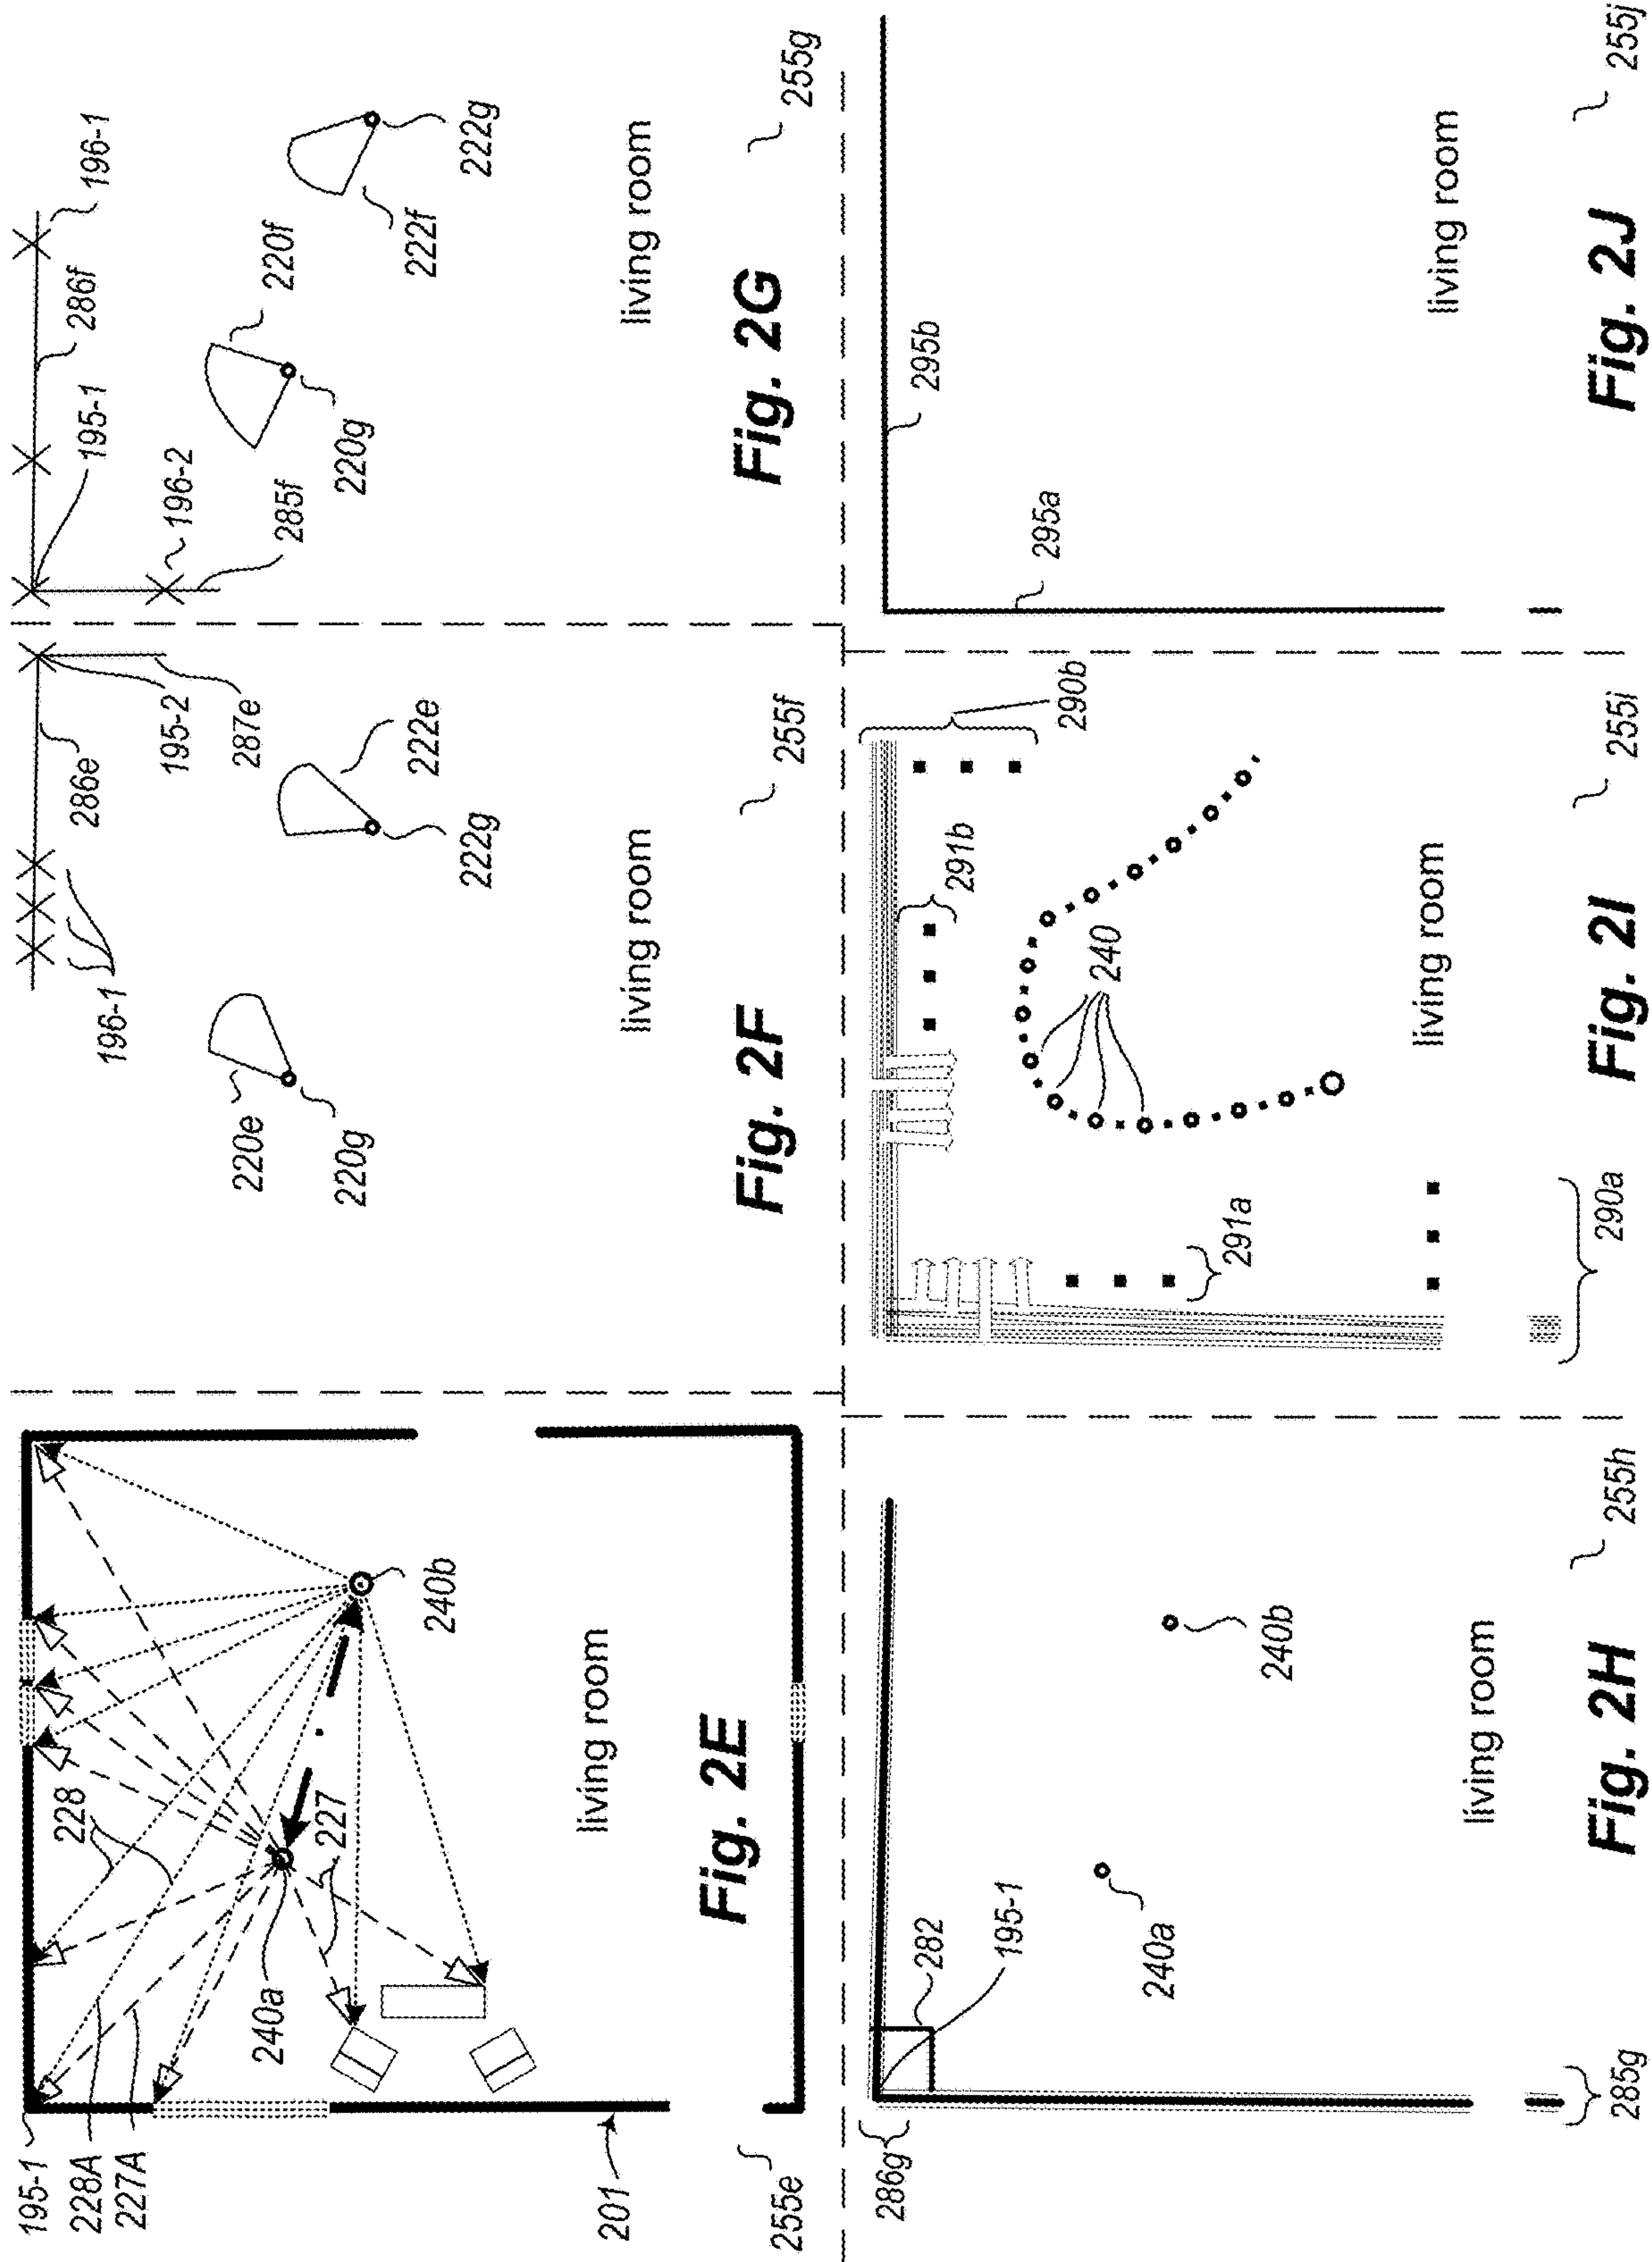 195-1
228A
227A
228
227
240a
240b
living room
201
255e
Fig. 2E
196-1
286e
195-2
287e
220e
220g
222e
222g
living room
255f
Fig. 2F
195-1
286f
196-1
196-2
285f
220f
220g
222f
222g
living room
255g
Fig. 2G
286g
282
195-1
240a
240b
living room
285g
255h
Fig. 2H
290b
291b
240
291a
living room
290a
255i
Fig. 2I
295b
295a
living room
255j
Fig. 2J